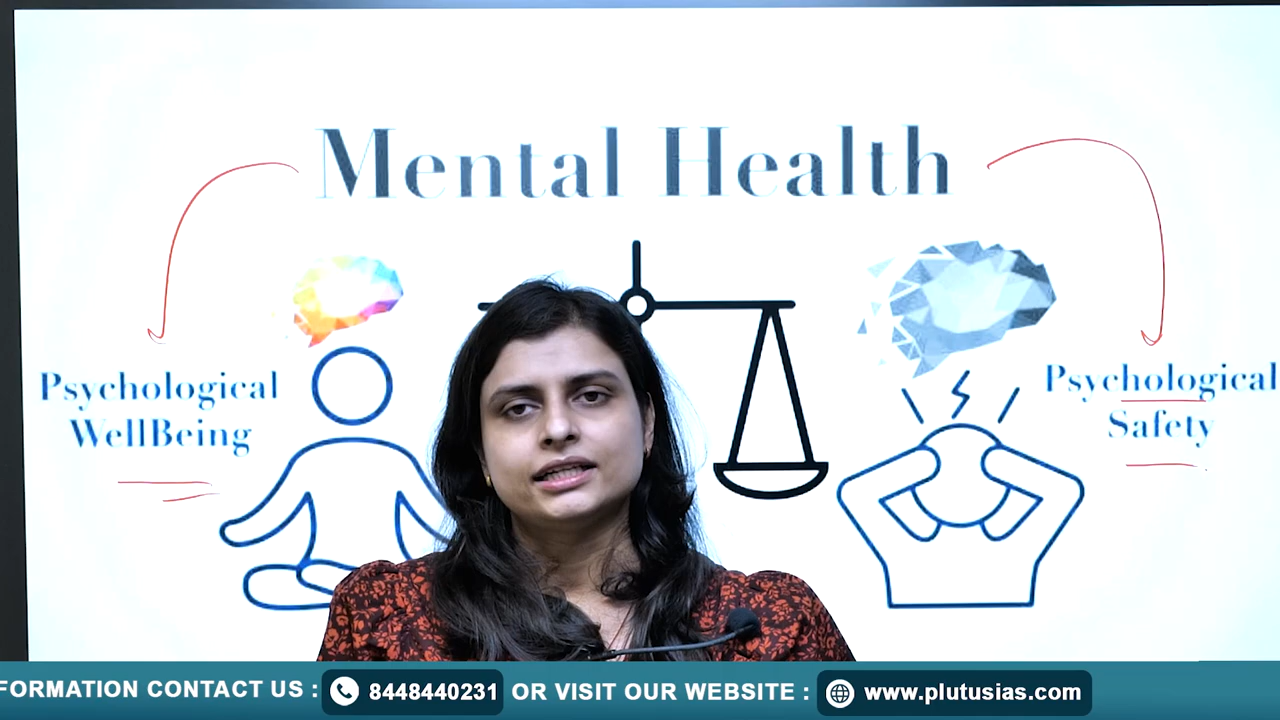 Mental Health
Psychological
WellBeing
Psychological
Safety
FORMATION CONTACT US : 8448440231 OR VISIT OUR WEBSITE : www.plutusias.com